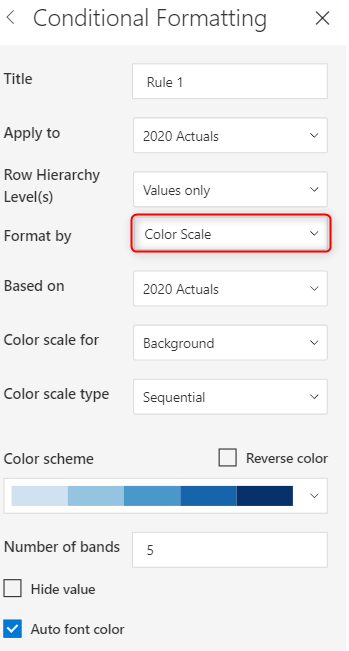 Conditional Formatting
Title
Rule 1
Apply to
2020 Actuals
Row Hierarchy
Level(s)
Values only
Format by
Color Scale
Based on
2020 Actuals
Color scale for
Background
Color scale type
Sequential
Color scheme
Reverse color
Number of bands
5
Hide value
Auto font color